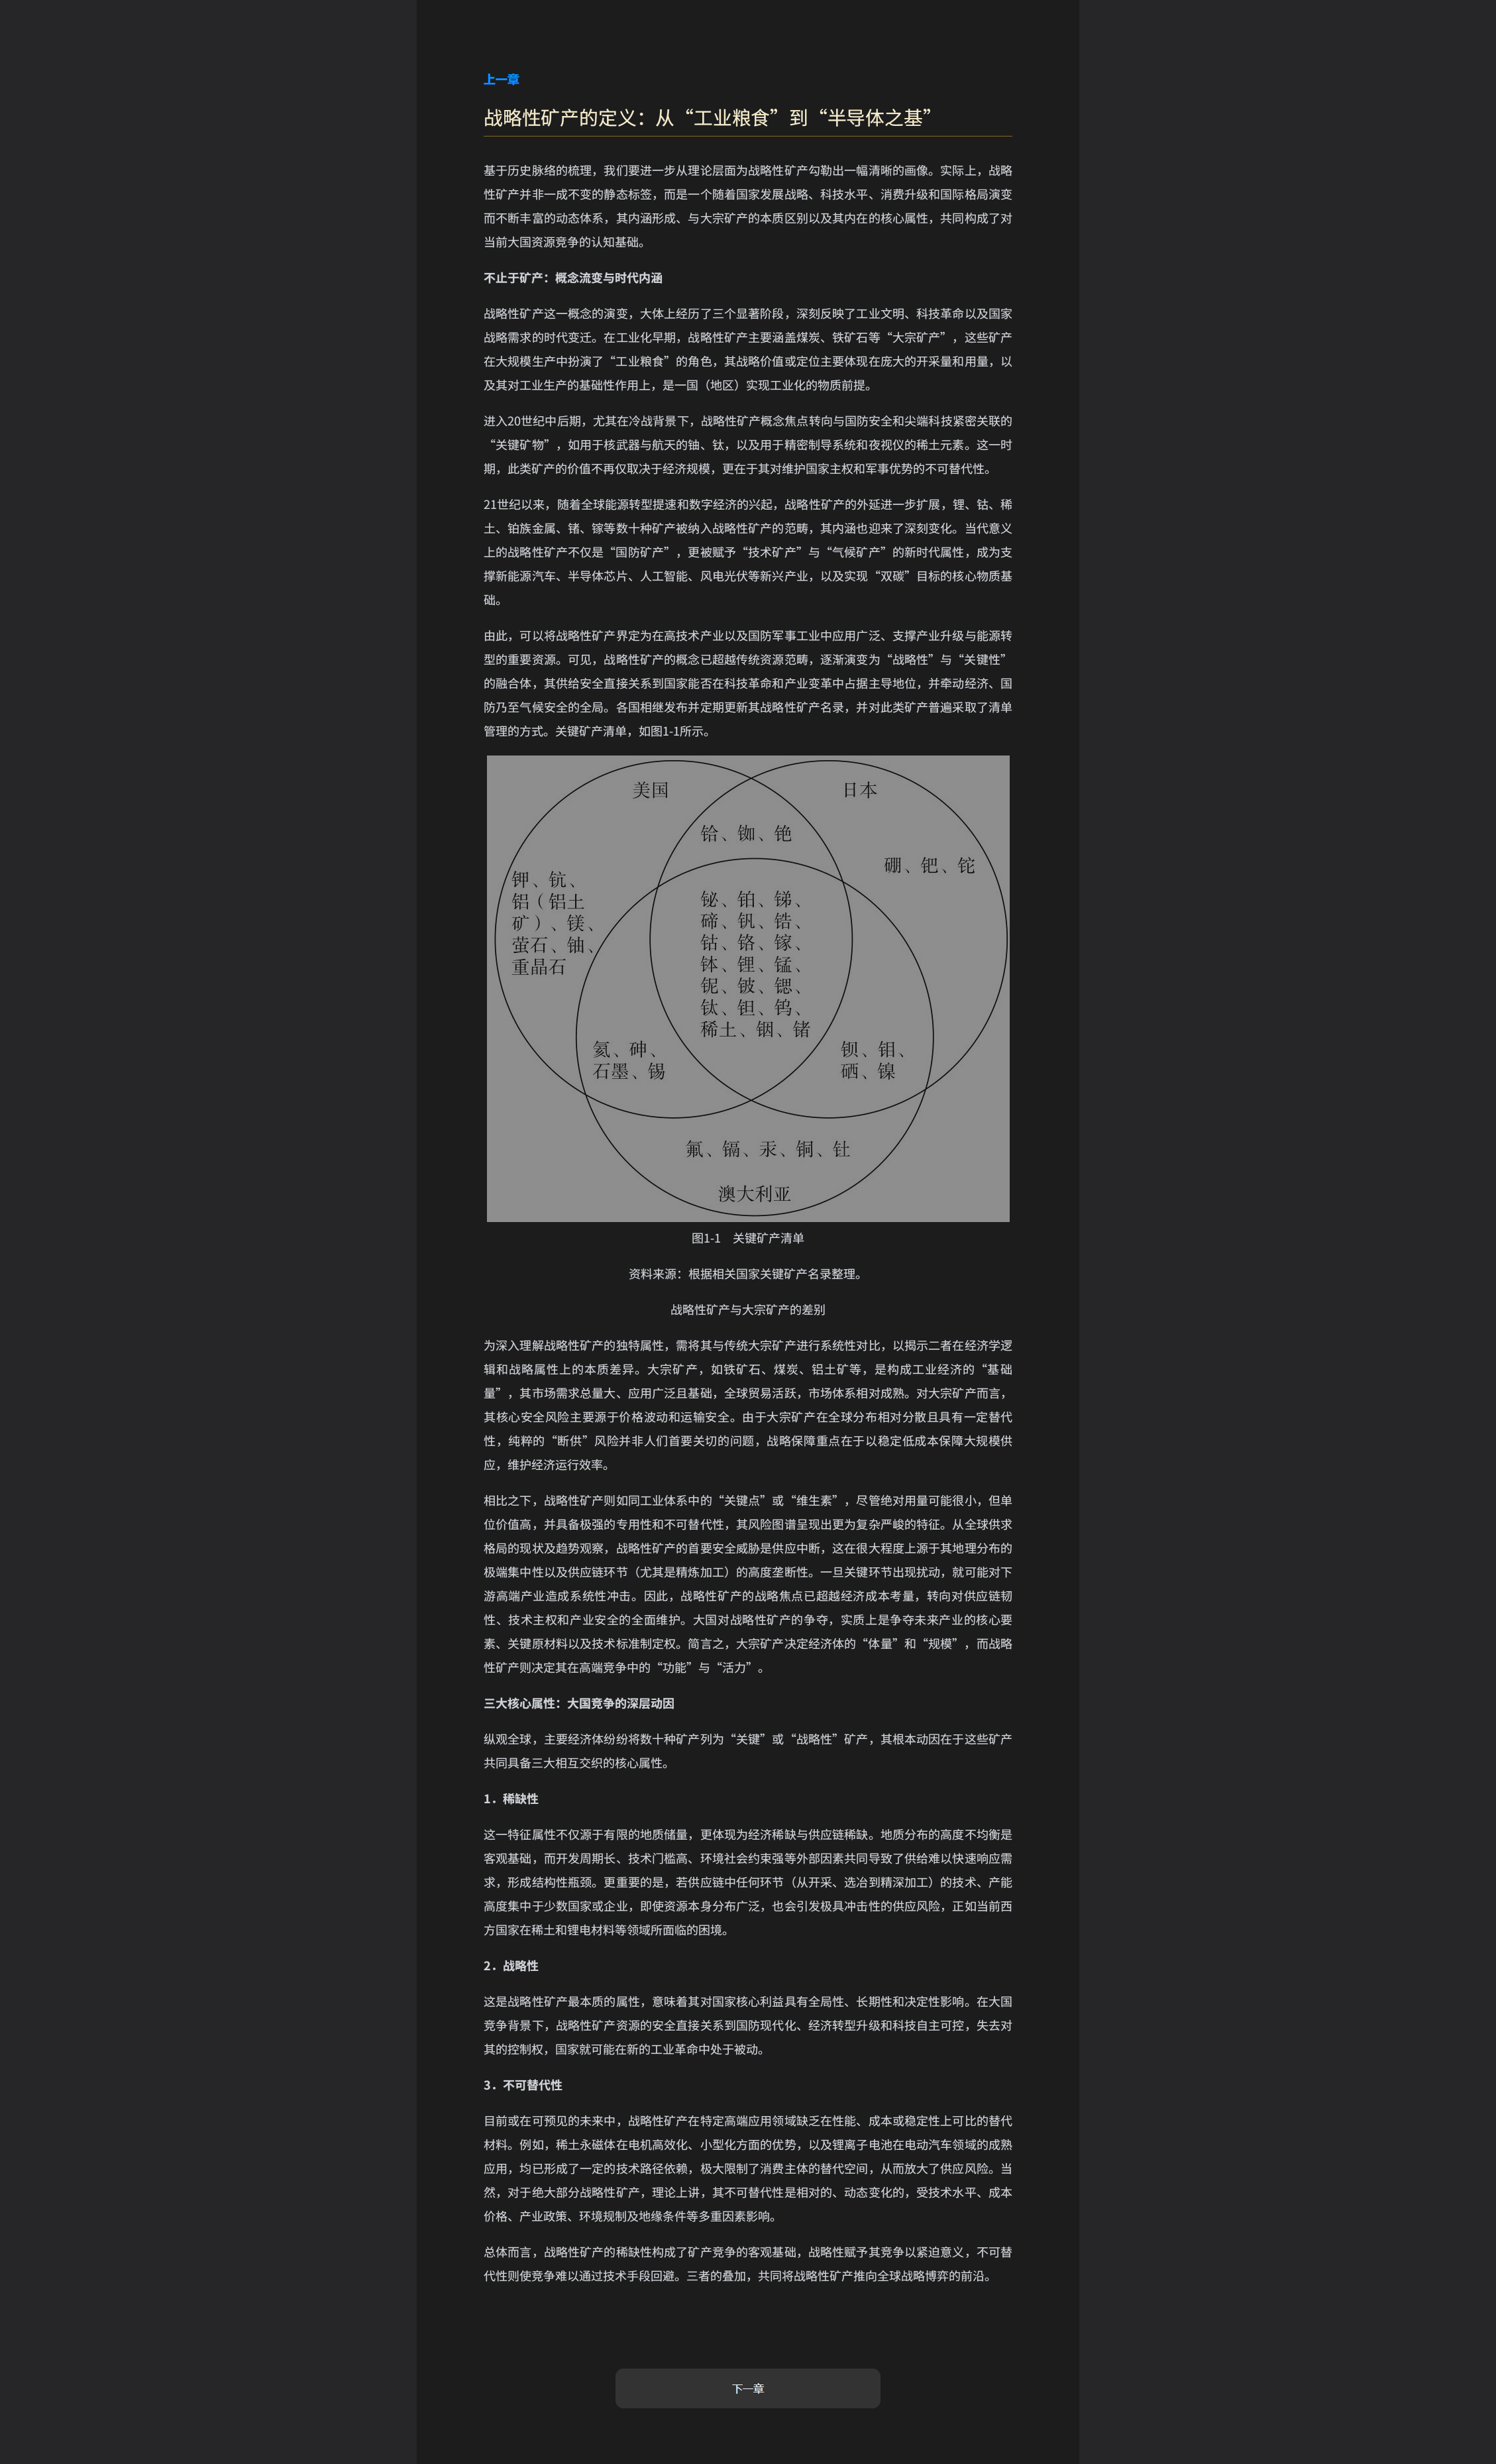 上一章
战略性矿产的定义：从“工业粮食”到“半导体之基”
基于历史脉络的梳理，我们要进一步从理论层面为战略性矿产勾勒出一幅清晰的画像。实际上，战略
性矿产并非一成不变的静态标签，而是一个随着国家发展战略、科技水平、消费升级和国际格局演变
而不断丰富的动态体系，其内涵形成、与大宗矿产的本质区别以及其内在的核心属性，共同构成了对
当前大国资源竞争的认知基础。
不止于矿产：概念流变与时代内涵
战略性矿产这一概念的演变，大体上经历了三个显著阶段，深刻反映了工业文明、科技革命以及国家
战略需求的时代变迁。在工业化早期，战略性矿产主要涵盖煤炭、铁矿石等“大宗矿产”，这些矿产
在大规模生产中扮演了“工业粮食”的角色，其战略价值或定位主要体现在庞大的开采量和用量，以
及其对工业生产的基础性作用上，是一国（地区）实现工业化的物质前提。
进入20世纪中后期，尤其在冷战背景下，战略性矿产概念焦点转向与国防安全和尖端科技紧密关联的
“关键矿物”，如用于核武器与航天的铀、钛，以及用于精密制导系统和夜视仪的稀土元素。这一时
期，此类矿产的价值不再仅取决于经济规模，更在于其对维护国家主权和军事优势的不可替代性。
21世纪以来，随着全球能源转型提速和数字经济的兴起，战略性矿产的外延进一步扩展，锂、钴、稀
土、铂族金属、锗、镓等数十种矿产被纳入战略性矿产的范畴，其内涵也迎来了深刻变化。当代意义
上的战略性矿产不仅是“国防矿产”，更被赋予“技术矿产”与“气候矿产”的新时代属性，成为支
撑新能源汽车、半导体芯片、人工智能、风电光伏等新兴产业，以及实现“双碳”目标的核心物质基
础。
由此，可以将战略性矿产界定为在高技术产业以及国防军事工业中应用广泛、支撑产业升级与能源转
型的重要资源。可见，战略性矿产的概念已超越传统资源范畴，逐渐演变为“战略性”与“关键性”
的融合体，其供给安全直接关系到国家能否在科技革命和产业变革中占据主导地位，并牵动经济、国
防乃至气候安全的全局。各国相继发布并定期更新其战略性矿产名录，并对此类矿产普遍采取了清单
管理的方式。关键矿产清单，如图1-1所示。
美国
日本
铪、铷、铯
硼、钯、铊
钾、钪、
铝（铝土
矿）、镁、
萤石、铀、
重晶石
铋、铂、锑、
碲、钒、锆、
钴、铬、镓、
钵、锂、锰、
铌、铍、锶、
钛、钽、钨、
稀土、铟、锗
氦、砷、
石墨、锡
钡、钼、
硒、镍
氟、镉、汞、铜、钍
澳大利亚
图1-1 关键矿产清单
资料来源：根据相关国家关键矿产名录整理。
战略性矿产与大宗矿产的差别
为深入理解战略性矿产的独特属性，需将其与传统大宗矿产进行系统性对比，以揭示二者在经济学逻
辑和战略属性上的本质差异。大宗矿产，如铁矿石、煤炭、铝土矿等，是构成工业经济的“基础
量”，其市场需求总量大、应用广泛且基础，全球贸易活跃，市场体系相对成熟。对大宗矿产而言，
其核心安全风险主要源于价格波动和运输安全。由于大宗矿产在全球分布相对分散且具有一定替代
性，纯粹的“断供”风险并非人们首要关切的问题，战略保障重点在于以稳定低成本保障大规模供
应，维护经济运行效率。
相比之下，战略性矿产则如同工业体系中的“关键点”或“维生素”，尽管绝对用量可能很小，但单
位价值高，并具备极强的专用性和不可替代性，其风险图谱呈现出更为复杂严峻的特征。从全球供求
格局的现状及趋势观察，战略性矿产的首要安全威胁是供应中断，这在很大程度上源于其地理分布的
极端集中性以及供应链环节（尤其是精炼加工）的高度垄断性。一旦关键环节出现扰动，就可能对下
游高端产业造成系统性冲击。因此，战略性矿产的战略焦点已超越经济成本考量，转向对供应链韧
性、技术主权和产业安全的全面维护。大国对战略性矿产的争夺，实质上是争夺未来产业的核心要
素、关键原材料以及技术标准制定权。简言之，大宗矿产决定经济体的“体量”和“规模”，而战略
性矿产则决定其在高端竞争中的“功能”与“活力”。
三大核心属性：大国竞争的深层动因
纵观全球，主要经济体纷纷将数十种矿产列为“关键”或“战略性”矿产，其根本动因在于这些矿产
共同具备三大相互交织的核心属性。
1．稀缺性
这一特征属性不仅源于有限的地质储量，更体现为经济稀缺与供应链稀缺。地质分布的高度不均衡是
客观基础，而开发周期长、技术门槛高、环境社会约束强等外部因素共同导致了供给难以快速响应需
求，形成结构性瓶颈。更重要的是，若供应链中任何环节（从开采、选冶到精深加工）的技术、产能
高度集中于少数国家或企业，即使资源本身分布广泛，也会引发极具冲击性的供应风险，正如当前西
方国家在稀土和锂电材料等领域所面临的困境。
2．战略性
这是战略性矿产最本质的属性，意味着其对国家核心利益具有全局性、长期性和决定性影响。在大国
竞争背景下，战略性矿产资源的安全直接关系到国防现代化、经济转型升级和科技自主可控，失去对
其的控制权，国家就可能在新的工业革命中处于被动。
3．不可替代性
目前或在可预见的未来中，战略性矿产在特定高端应用领域缺乏在性能、成本或稳定性上可比的替代
材料。例如，稀土永磁体在电机高效化、小型化方面的优势，以及锂离子电池在电动汽车领域的成熟
应用，均已形成了一定的技术路径依赖，极大限制了消费主体的替代空间，从而放大了供应风险。当
然，对于绝大部分战略性矿产，理论上讲，其不可替代性是相对的、动态变化的，受技术水平、成本
价格、产业政策、环境规制及地缘条件等多重因素影响。
总体而言，战略性矿产的稀缺性构成了矿产竞争的客观基础，战略性赋予其竞争以紧迫意义，不可替
代性则使竞争难以通过技术手段回避。三者的叠加，共同将战略性矿产推向全球战略博弈的前沿。
下一章